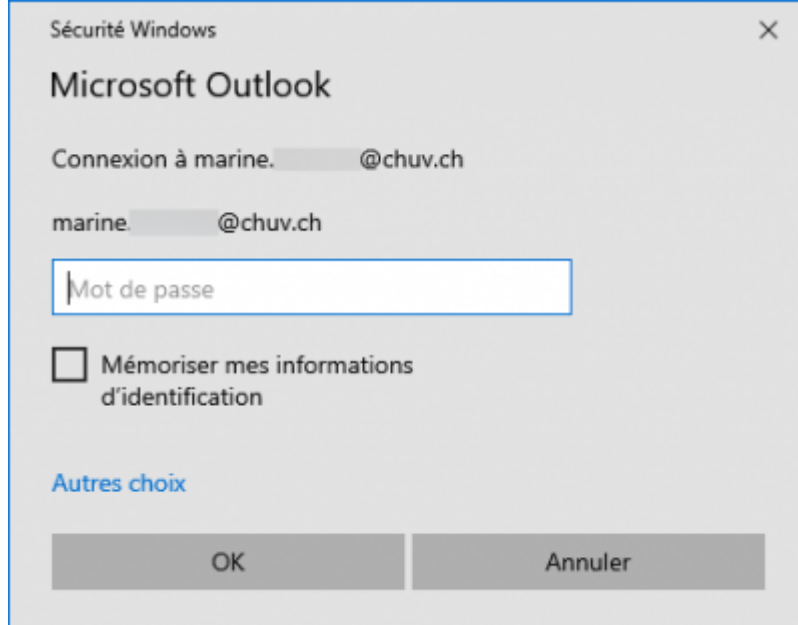 Sécurité Windows
Microsoft Outlook
Connexion à marine. @chuv.ch
marine. @chuv.ch
Mot de passe
Mémoriser mes informations
d'identification
Autres choix
OK Annuler